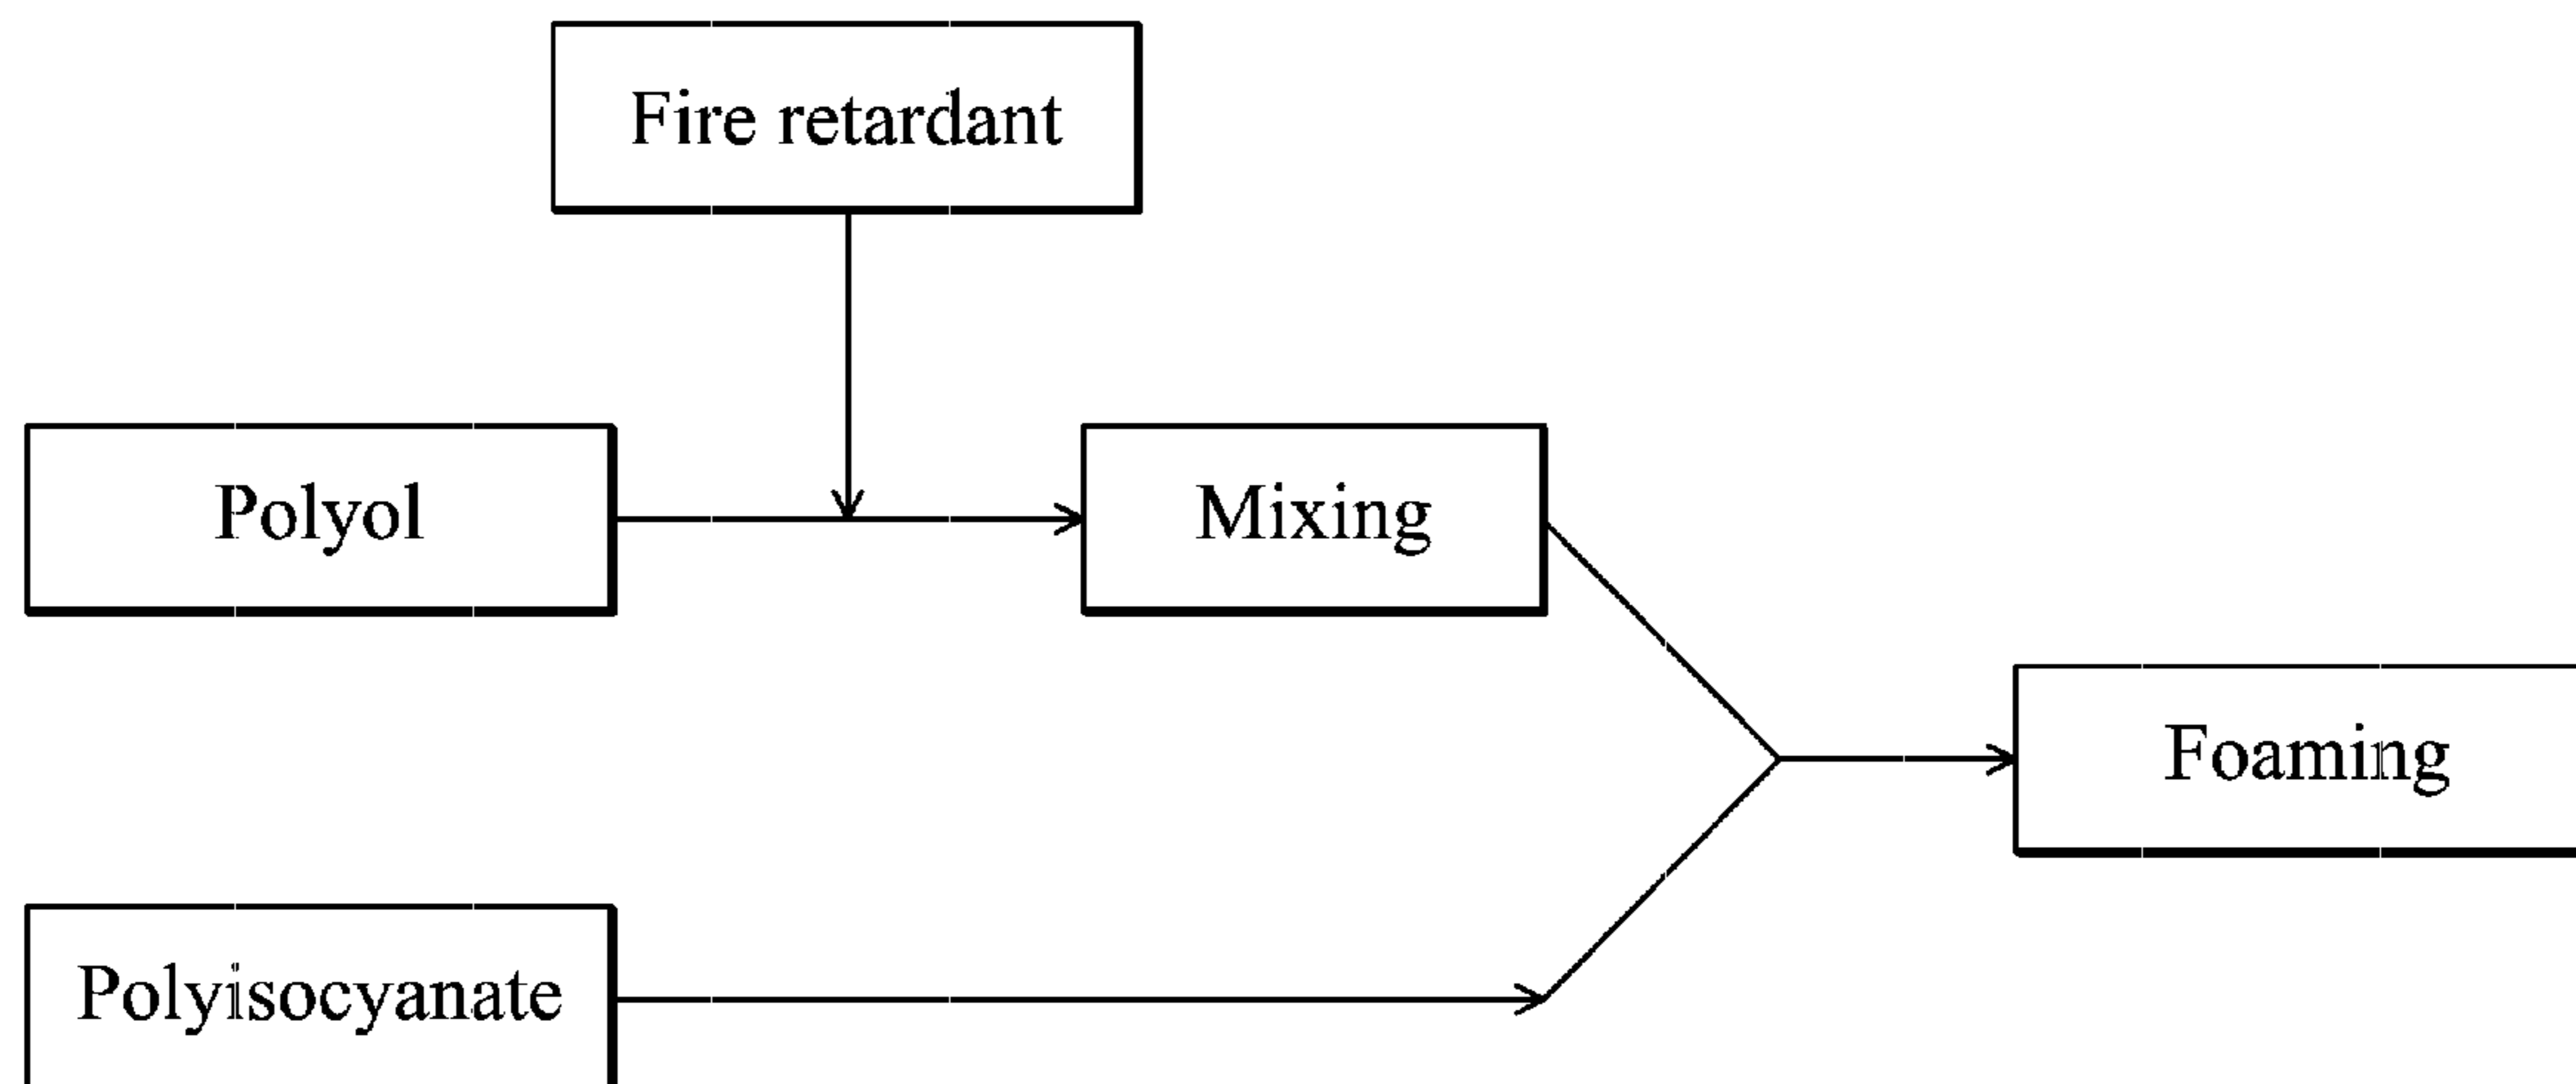 Fire retardant
Polyol
Mixing
Foaming
Polyisocyanate